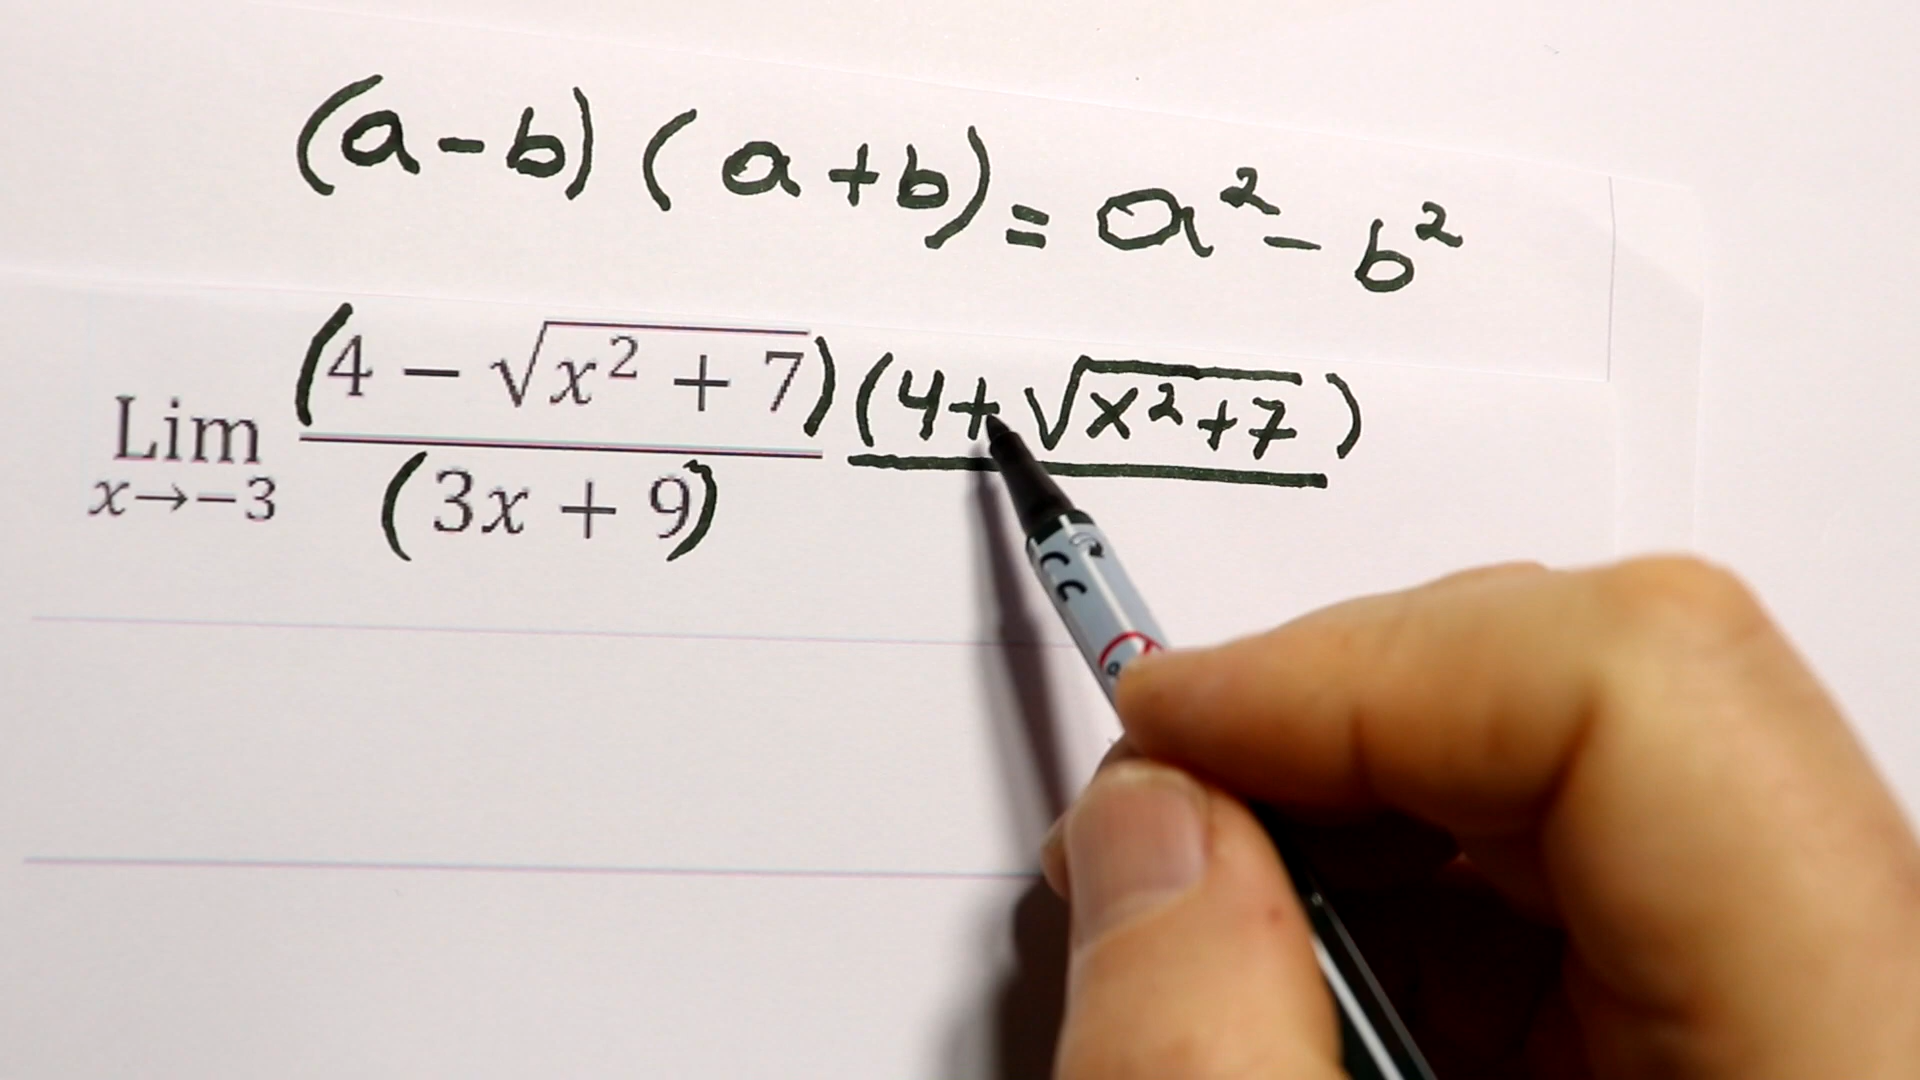 (a-b) (a+b) = a² - b²
Lim x→-3 (4 - √x² + 7) (4+ √x²+7)
(3x + 9)